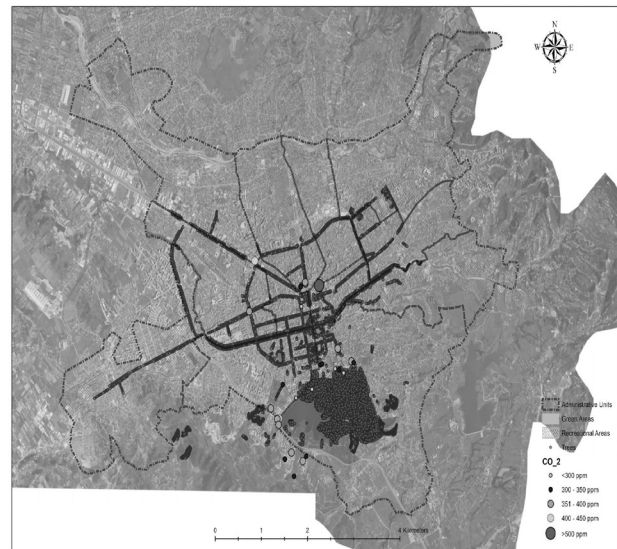 N
W E
S
Administrative Units
Green Areas
Recreational Areas
Trees
CO_2
<300 ppm
300 - 350 ppm
351 - 400 ppm
400 - 450 ppm
>500 ppm
0 1 2 4 Kilometers